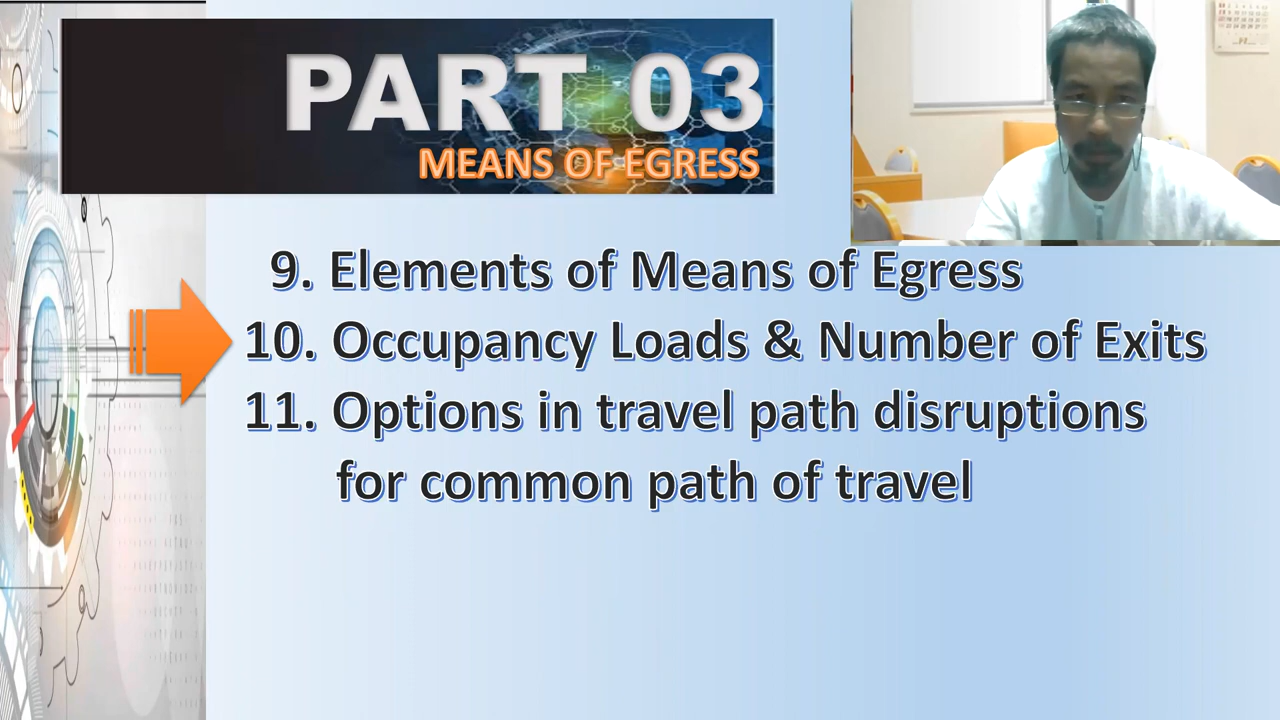 PART 03
MEANS OF EGRESS
9. Elements of Means of Egress
10. Occupancy Loads & Number of Exits
11. Options in travel path disruptions
for common path of travel